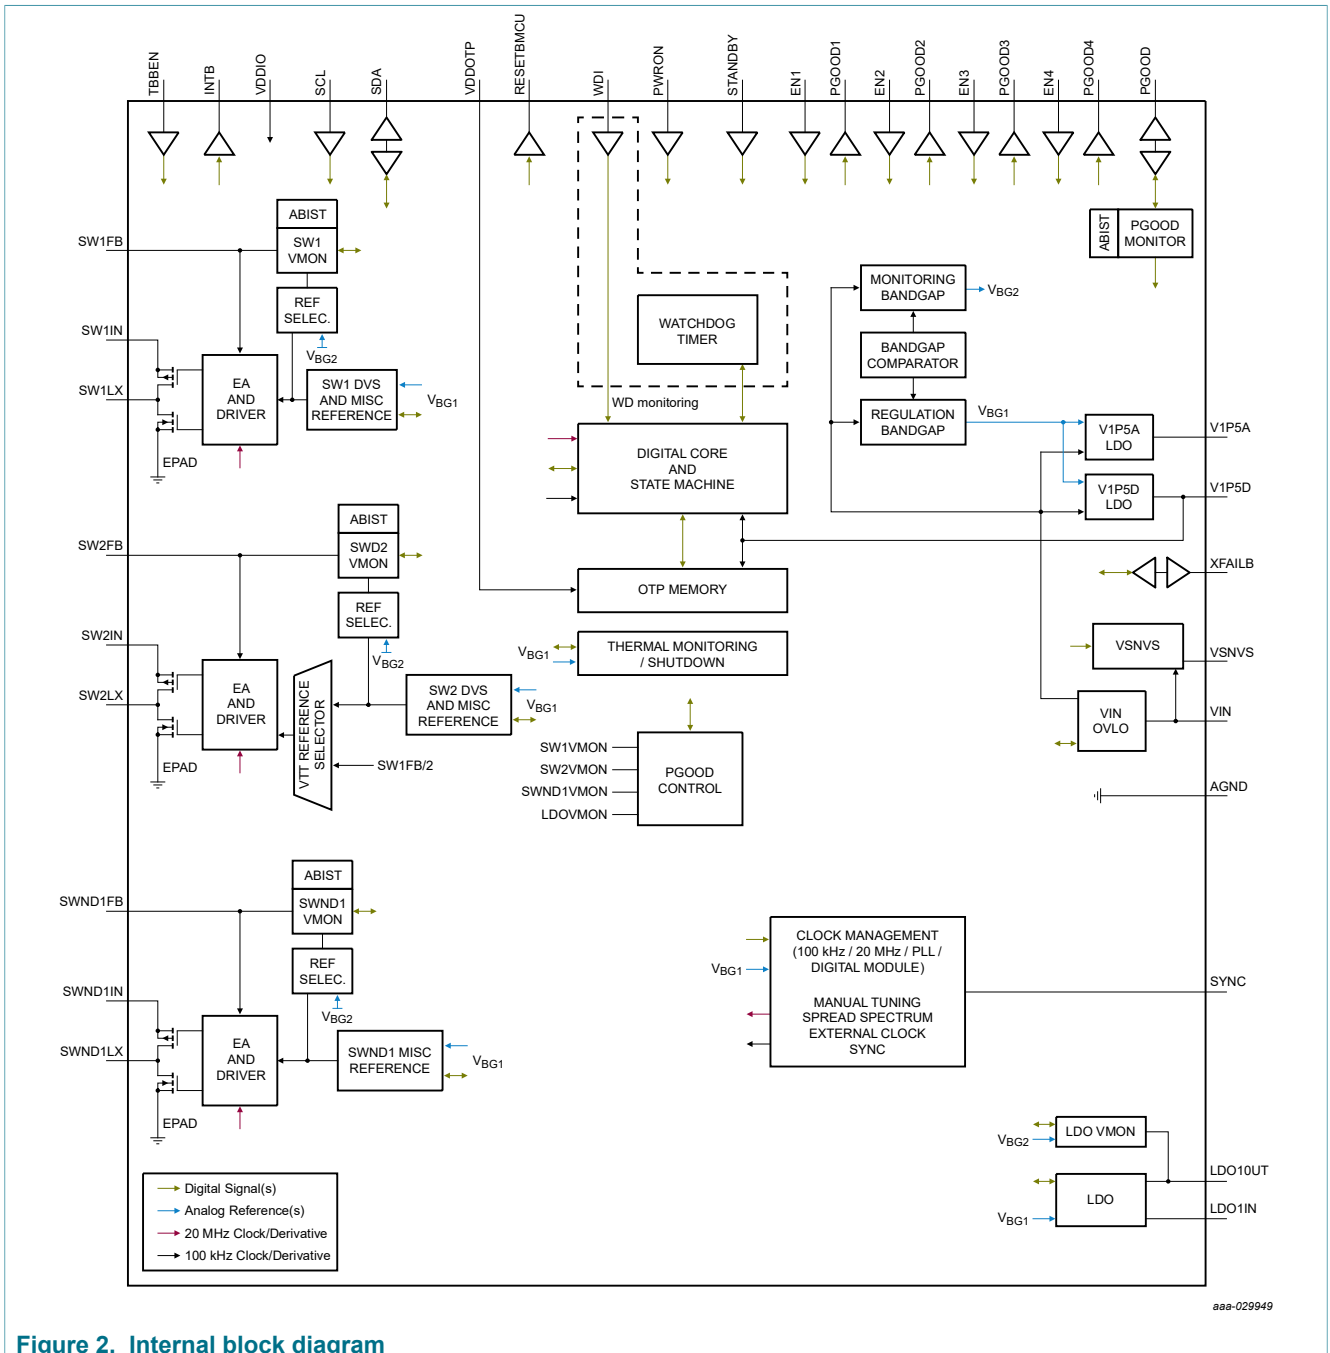 TBBEN
INTB
VDDIO
SCL
SDA
VDDOTP
RESETBMCU
WDI
PWRON
STANDBY
EN1
PGOOD1
EN2
PGOOD2
EN3
PGOOD3
EN4
PGOOD4
PGOOD
ABIST
SW1
VMON
SW1FB
REF
SELEC.
VBG2
SW1IN
SW1LX
EA
AND
DRIVER
SW1 DVS
AND MISC
REFERENCE
VBG1
EPAD
ABIST
PGOOD
MONITOR
WATCHDOG
TIMER
WD monitoring
MONITORING
BANDGAP
VBG2
BANDGAP
COMPARATOR
REGULATION
BANDGAP
VBG1
V1P5A
LDO
V1P5A
V1P5D
LDO
V1P5D
DIGITAL CORE
AND
STATE MACHINE
OTP MEMORY
THERMAL MONITORING
/ SHUTDOWN
VBG1
XFAILB
VSNVS
VSNVS
VIN
OVLO
VIN
AGND
ABIST
SWD2
VMON
SW2FB
REF
SELEC.
VBG2
SW2IN
SW2LX
EA
AND
DRIVER
VTT REFERENCE
SELECTOR
SW2 DVS
AND MISC
REFERENCE
VBG1
SW1FB/2
EPAD
SW1VMON
SW2VMON
SWND1VMON
LDOVMON
PGOOD
CONTROL
ABIST
SWND1
VMON
SWND1FB
REF
SELEC.
VBG2
SWND1IN
SWND1LX
EA
AND
DRIVER
SWND1 MISC
REFERENCE
VBG1
EPAD
CLOCK MANAGEMENT
(100 kHz / 20 MHz / PLL /
DIGITAL MODULE)
MANUAL TUNING
SPREAD SPECTRUM
EXTERNAL CLOCK
SYNC
VBG1
SYNC
LDO VMON
VBG2
LDO
VBG1
LDO10UT
LDO1IN
Digital Signal(s)
Analog Reference(s)
20 MHz Clock/Derivative
100 kHz Clock/Derivative
aaa-029949
Figure 2. Internal block diagram